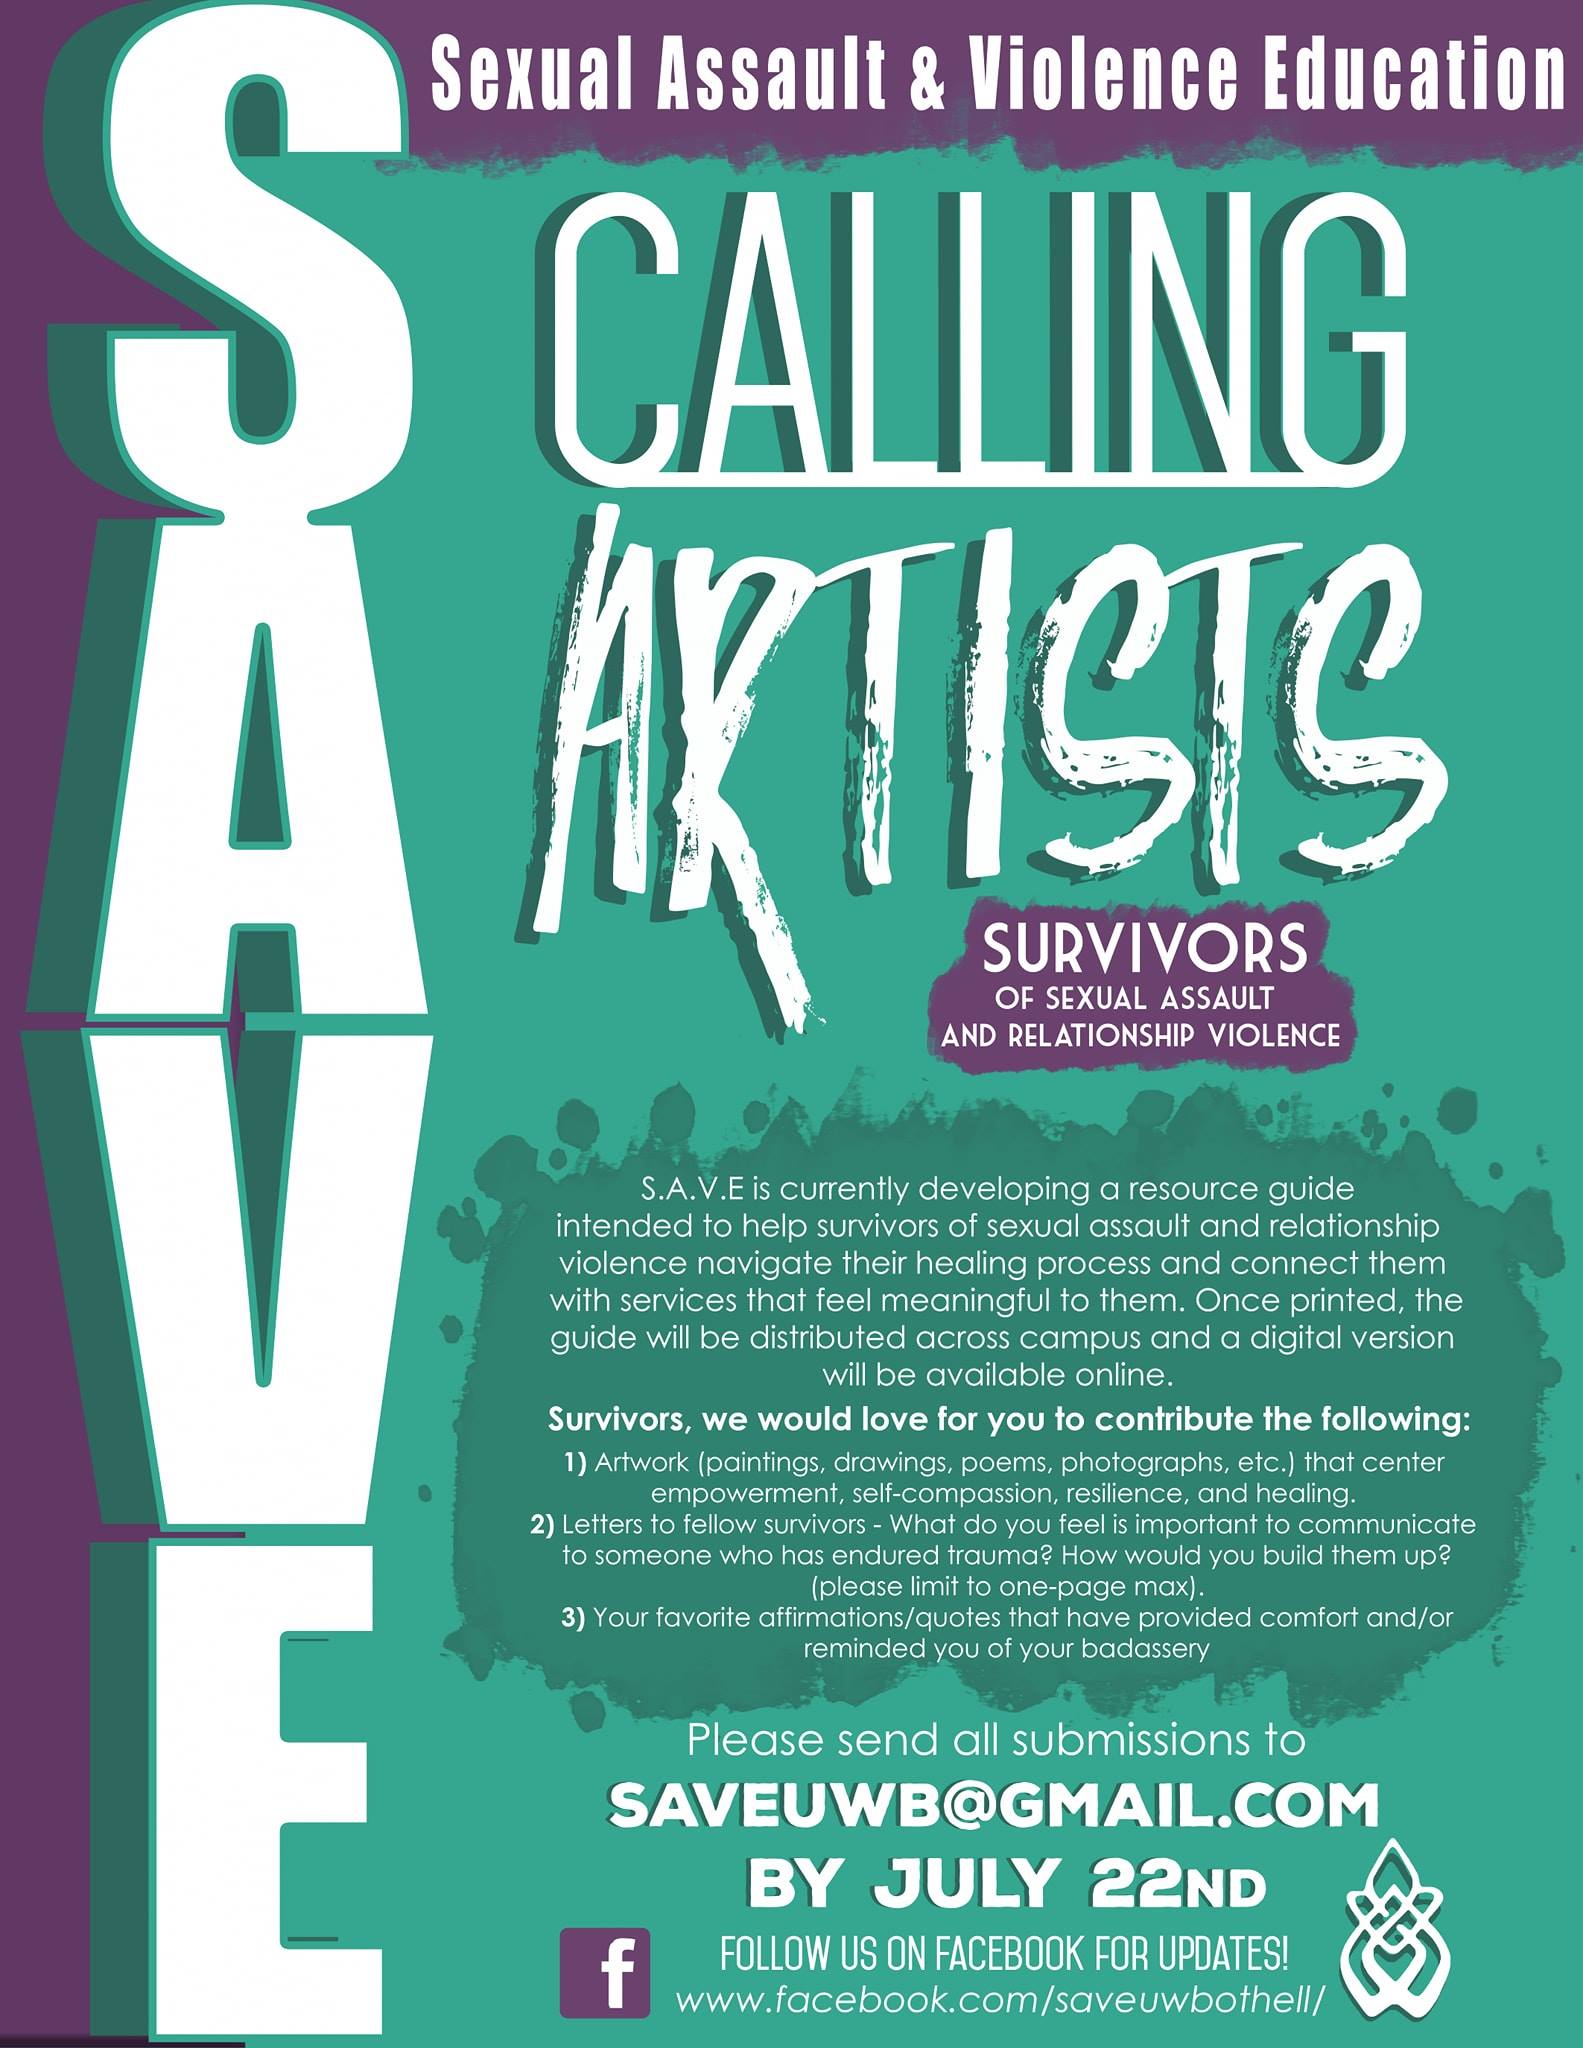 SAVE
Sexual Assault & Violence Education
CALLING
ARTISTS
SURVIVORS
OF SEXUAL ASSAULT
AND RELATIONSHIP VIOLENCE
S.A.V.E is currently developing a resource guide
intended to help survivors of sexual assault and relationship
violence navigate their healing process and connect them
with services that feel meaningful to them. Once printed, the
guide will be distributed across campus and a digital version
will be available online.
Survivors, we would love for you to contribute the following:
1) Artwork (paintings, drawings, poems, photographs, etc.) that center
empowerment, self-compassion, resilience, and healing.
2) Letters to fellow survivors - What do you feel is important to communicate
to someone who has endured trauma? How would you build them up?
(please limit to one-page max).
3) Your favorite affirmations/quotes that have provided comfort and/or
reminded you of your badassery
Please send all submissions to
SAVEUWB@GMAIL.COM
BY JULY 22ND
f
FOLLOW US ON FACEBOOK FOR UPDATES!
www.facebook.com/saveuwbothell/